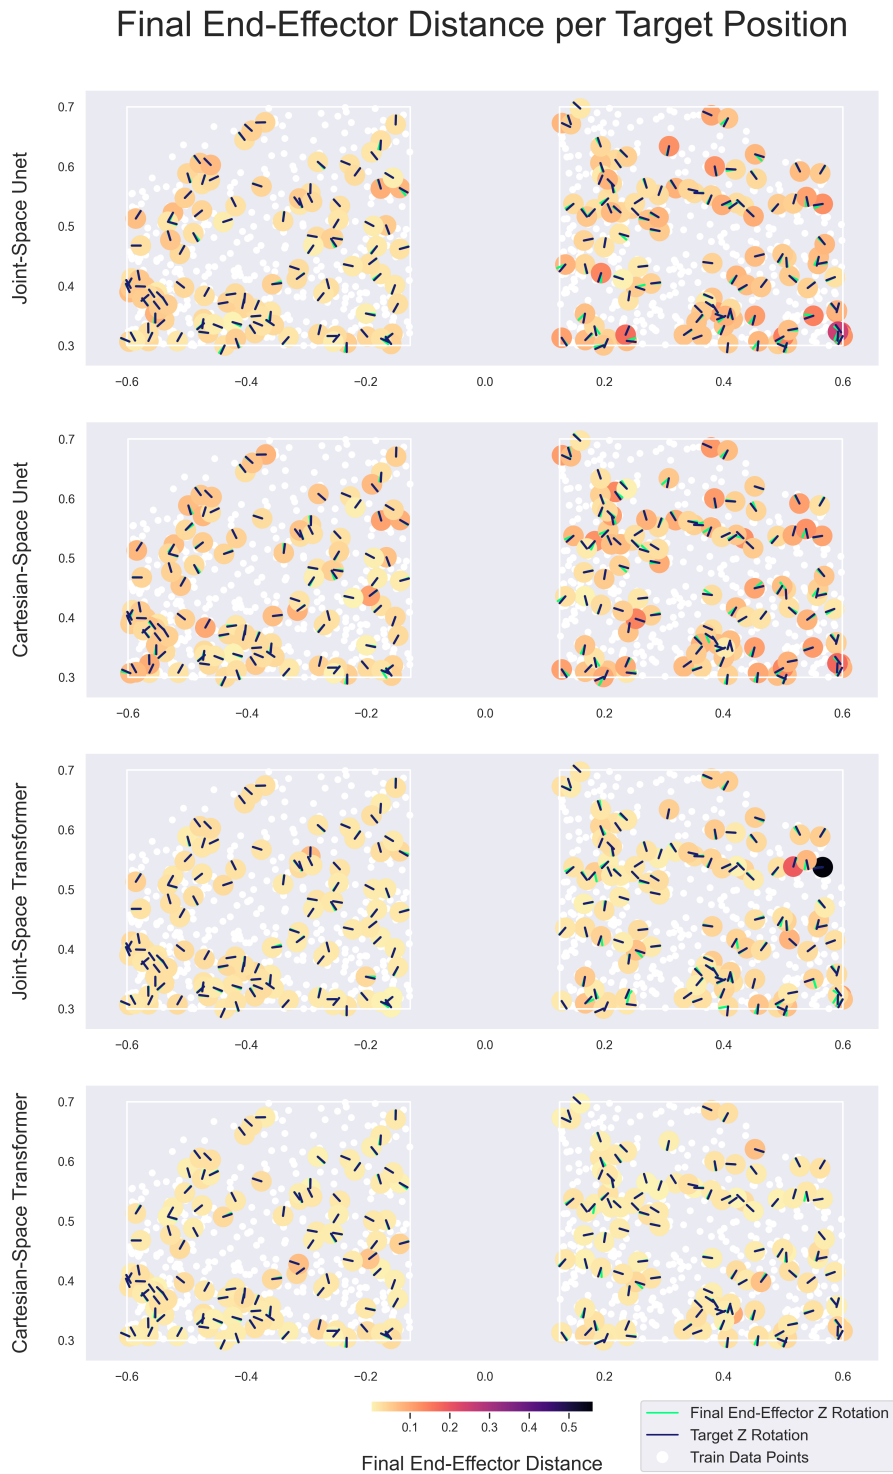 Final End-Effector Distance per Target Position
Joint-Space Unet
0.7
0.6
0.5
0.4
0.3
−0.6 −0.4 −0.2 0.0 0.2 0.4 0.6
Cartesian-Space Unet
0.7
0.6
0.5
0.4
0.3
−0.6 −0.4 −0.2 0.0 0.2 0.4 0.6
Joint-Space Transformer
0.7
0.6
0.5
0.4
0.3
−0.6 −0.4 −0.2 0.0 0.2 0.4 0.6
Cartesian-Space Transformer
0.7
0.6
0.5
0.4
0.3
−0.6 −0.4 −0.2 0.0 0.2 0.4 0.6
0.1 0.2 0.3 0.4 0.5
Final End-Effector Distance
Final End-Effector Z Rotation
Target Z Rotation
Train Data Points